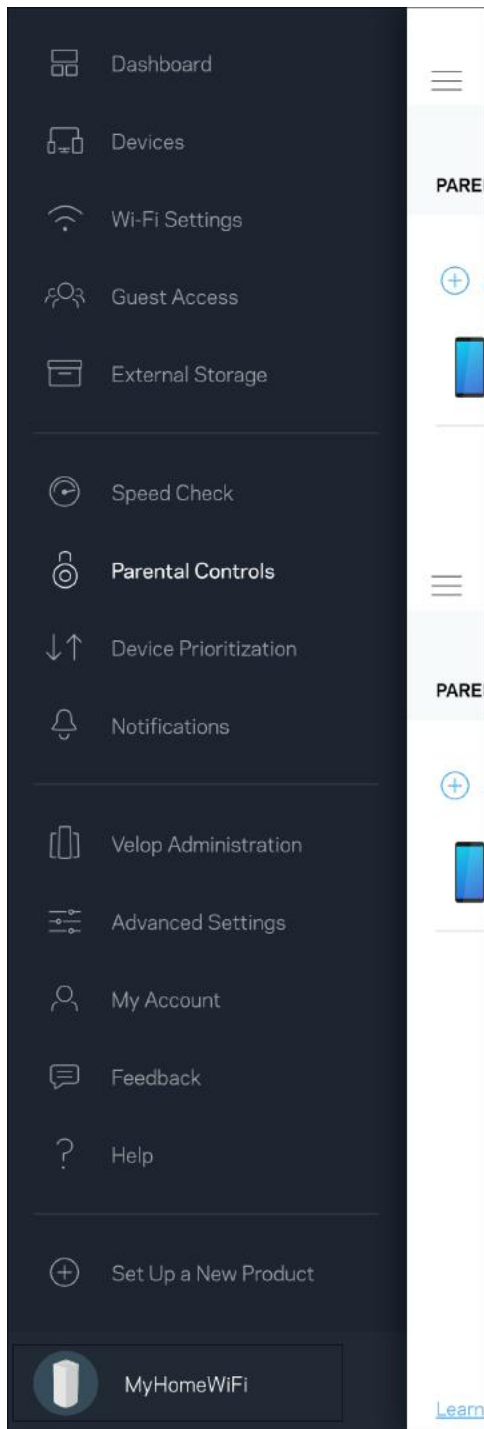 Dashboard
Devices
Wi-Fi Settings
Guest Access
External Storage
Speed Check
Parental Controls
Device Prioritization
Notifications
Velop Administration
Advanced Settings
My Account
Feedback
Help
Set Up a New Product
MyHomeWiFi
Learn